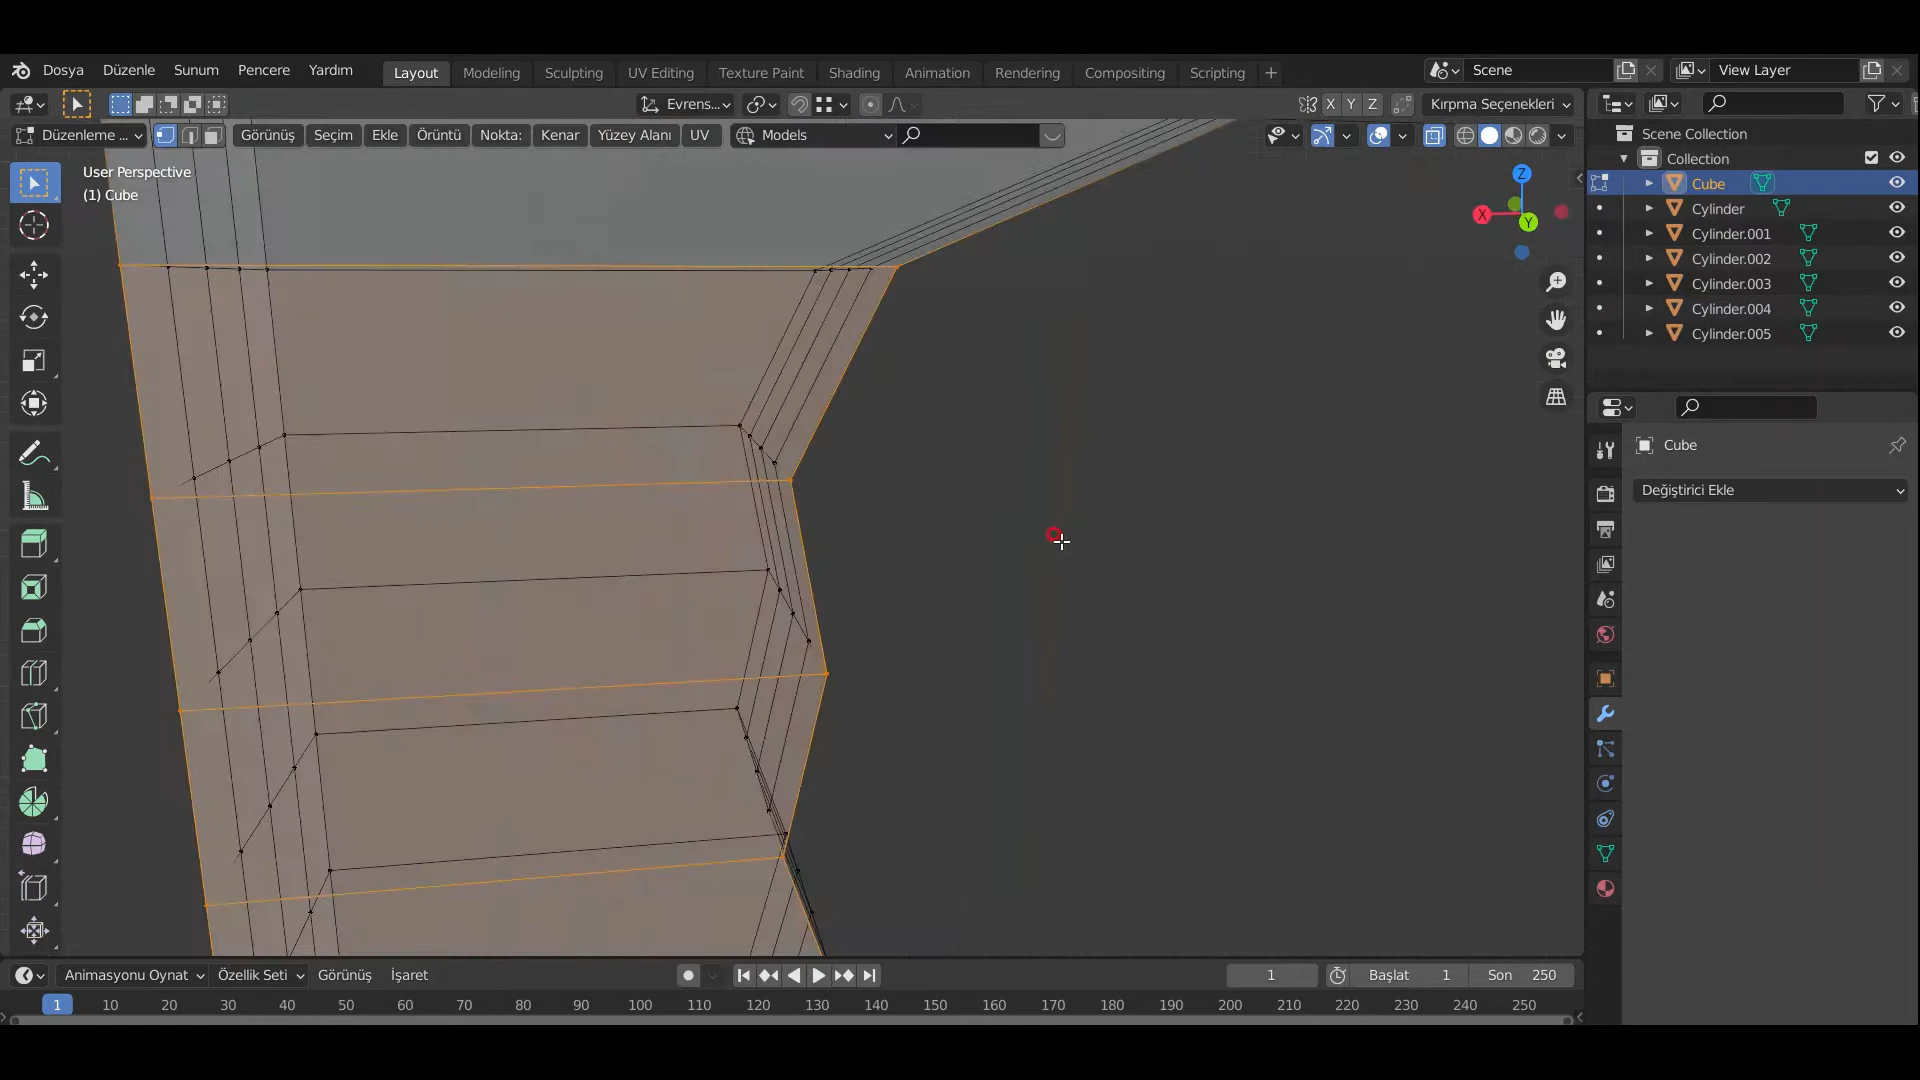 Dosya Düzenle Sunum Pencere Yardım Layout Modeling Sculpting UV Editing Texture Paint Shading Animation Rendering Compositing Scripting + Scene View Layer
Evrens... X Y Z Kırpma Seçenekleri
Düzenleme ... Görünüş Seçim Ekle Örüntü Nokta: Kenar Yüzey Alanı UV Models
User Perspective
(1) Cube
Z
X
Y
Scene Collection
Collection
Cube
Cylinder
Cylinder.001
Cylinder.002
Cylinder.003
Cylinder.004
Cylinder.005
Cube
Değiştirici Ekle
Animasyonu Oynat Özellik Seti Görünüş İşaret 1 Başlat 1 Son 250
1 10 20 30 40 50 60 70 80 90 100 110 120 130 140 150 160 170 180 190 200 210 220 230 240 250